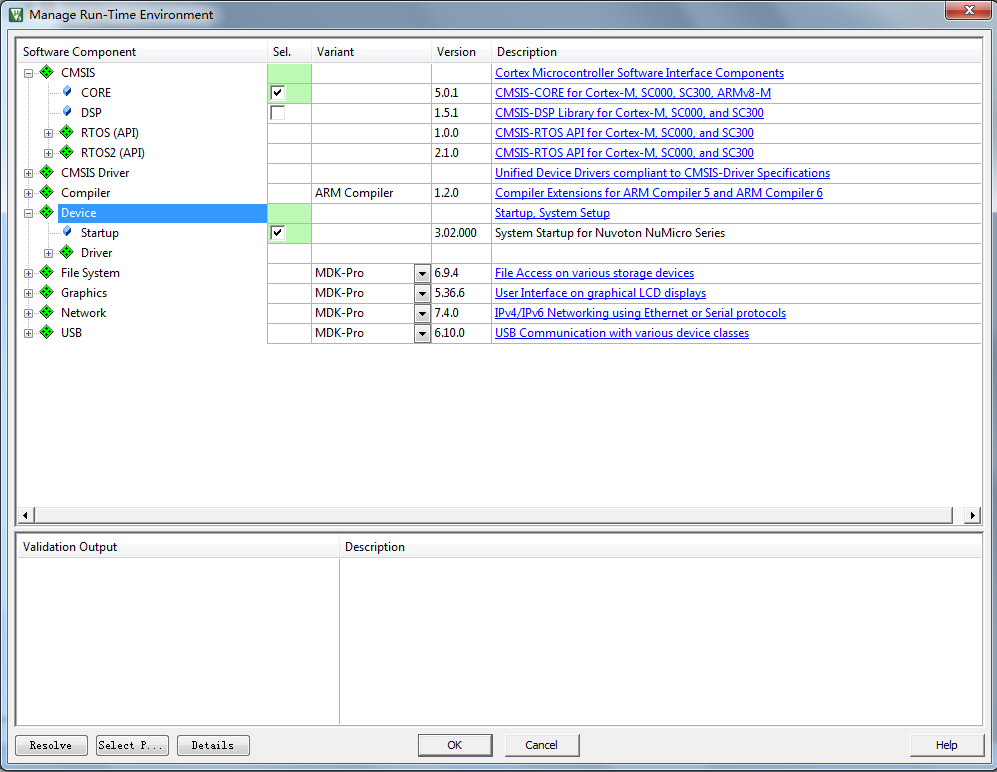 Manage Run-Time Environment
Software Component Sel. Variant Version Description
CMSIS Cortex Microcontroller Software Interface Components
CORE 5.0.1 CMSIS-CORE for Cortex-M, SC000, SC300, ARMv8-M
DSP 1.5.1 CMSIS-DSP Library for Cortex-M, SC000, and SC300
RTOS (API) 1.0.0 CMSIS-RTOS API for Cortex-M, SC000, and SC300
RTOS2 (API) 2.1.0 CMSIS-RTOS API for Cortex-M, SC000, and SC300
CMSIS Driver Unified Device Drivers compliant to CMSIS-Driver Specifications
Compiler ARM Compiler 1.2.0 Compiler Extensions for ARM Compiler 5 and ARM Compiler 6
Device Startup, System Setup
Startup 3.02.000 System Startup for Nuvoton NuMicro Series
Driver
File System MDK-Pro 6.9.4 File Access on various storage devices
Graphics MDK-Pro 5.36.6 User Interface on graphical LCD displays
Network MDK-Pro 7.4.0 IPv4/IPv6 Networking using Ethernet or Serial protocols
USB MDK-Pro 6.10.0 USB Communication with various device classes
Validation Output Description
Resolve Select P... Details OK Cancel Help